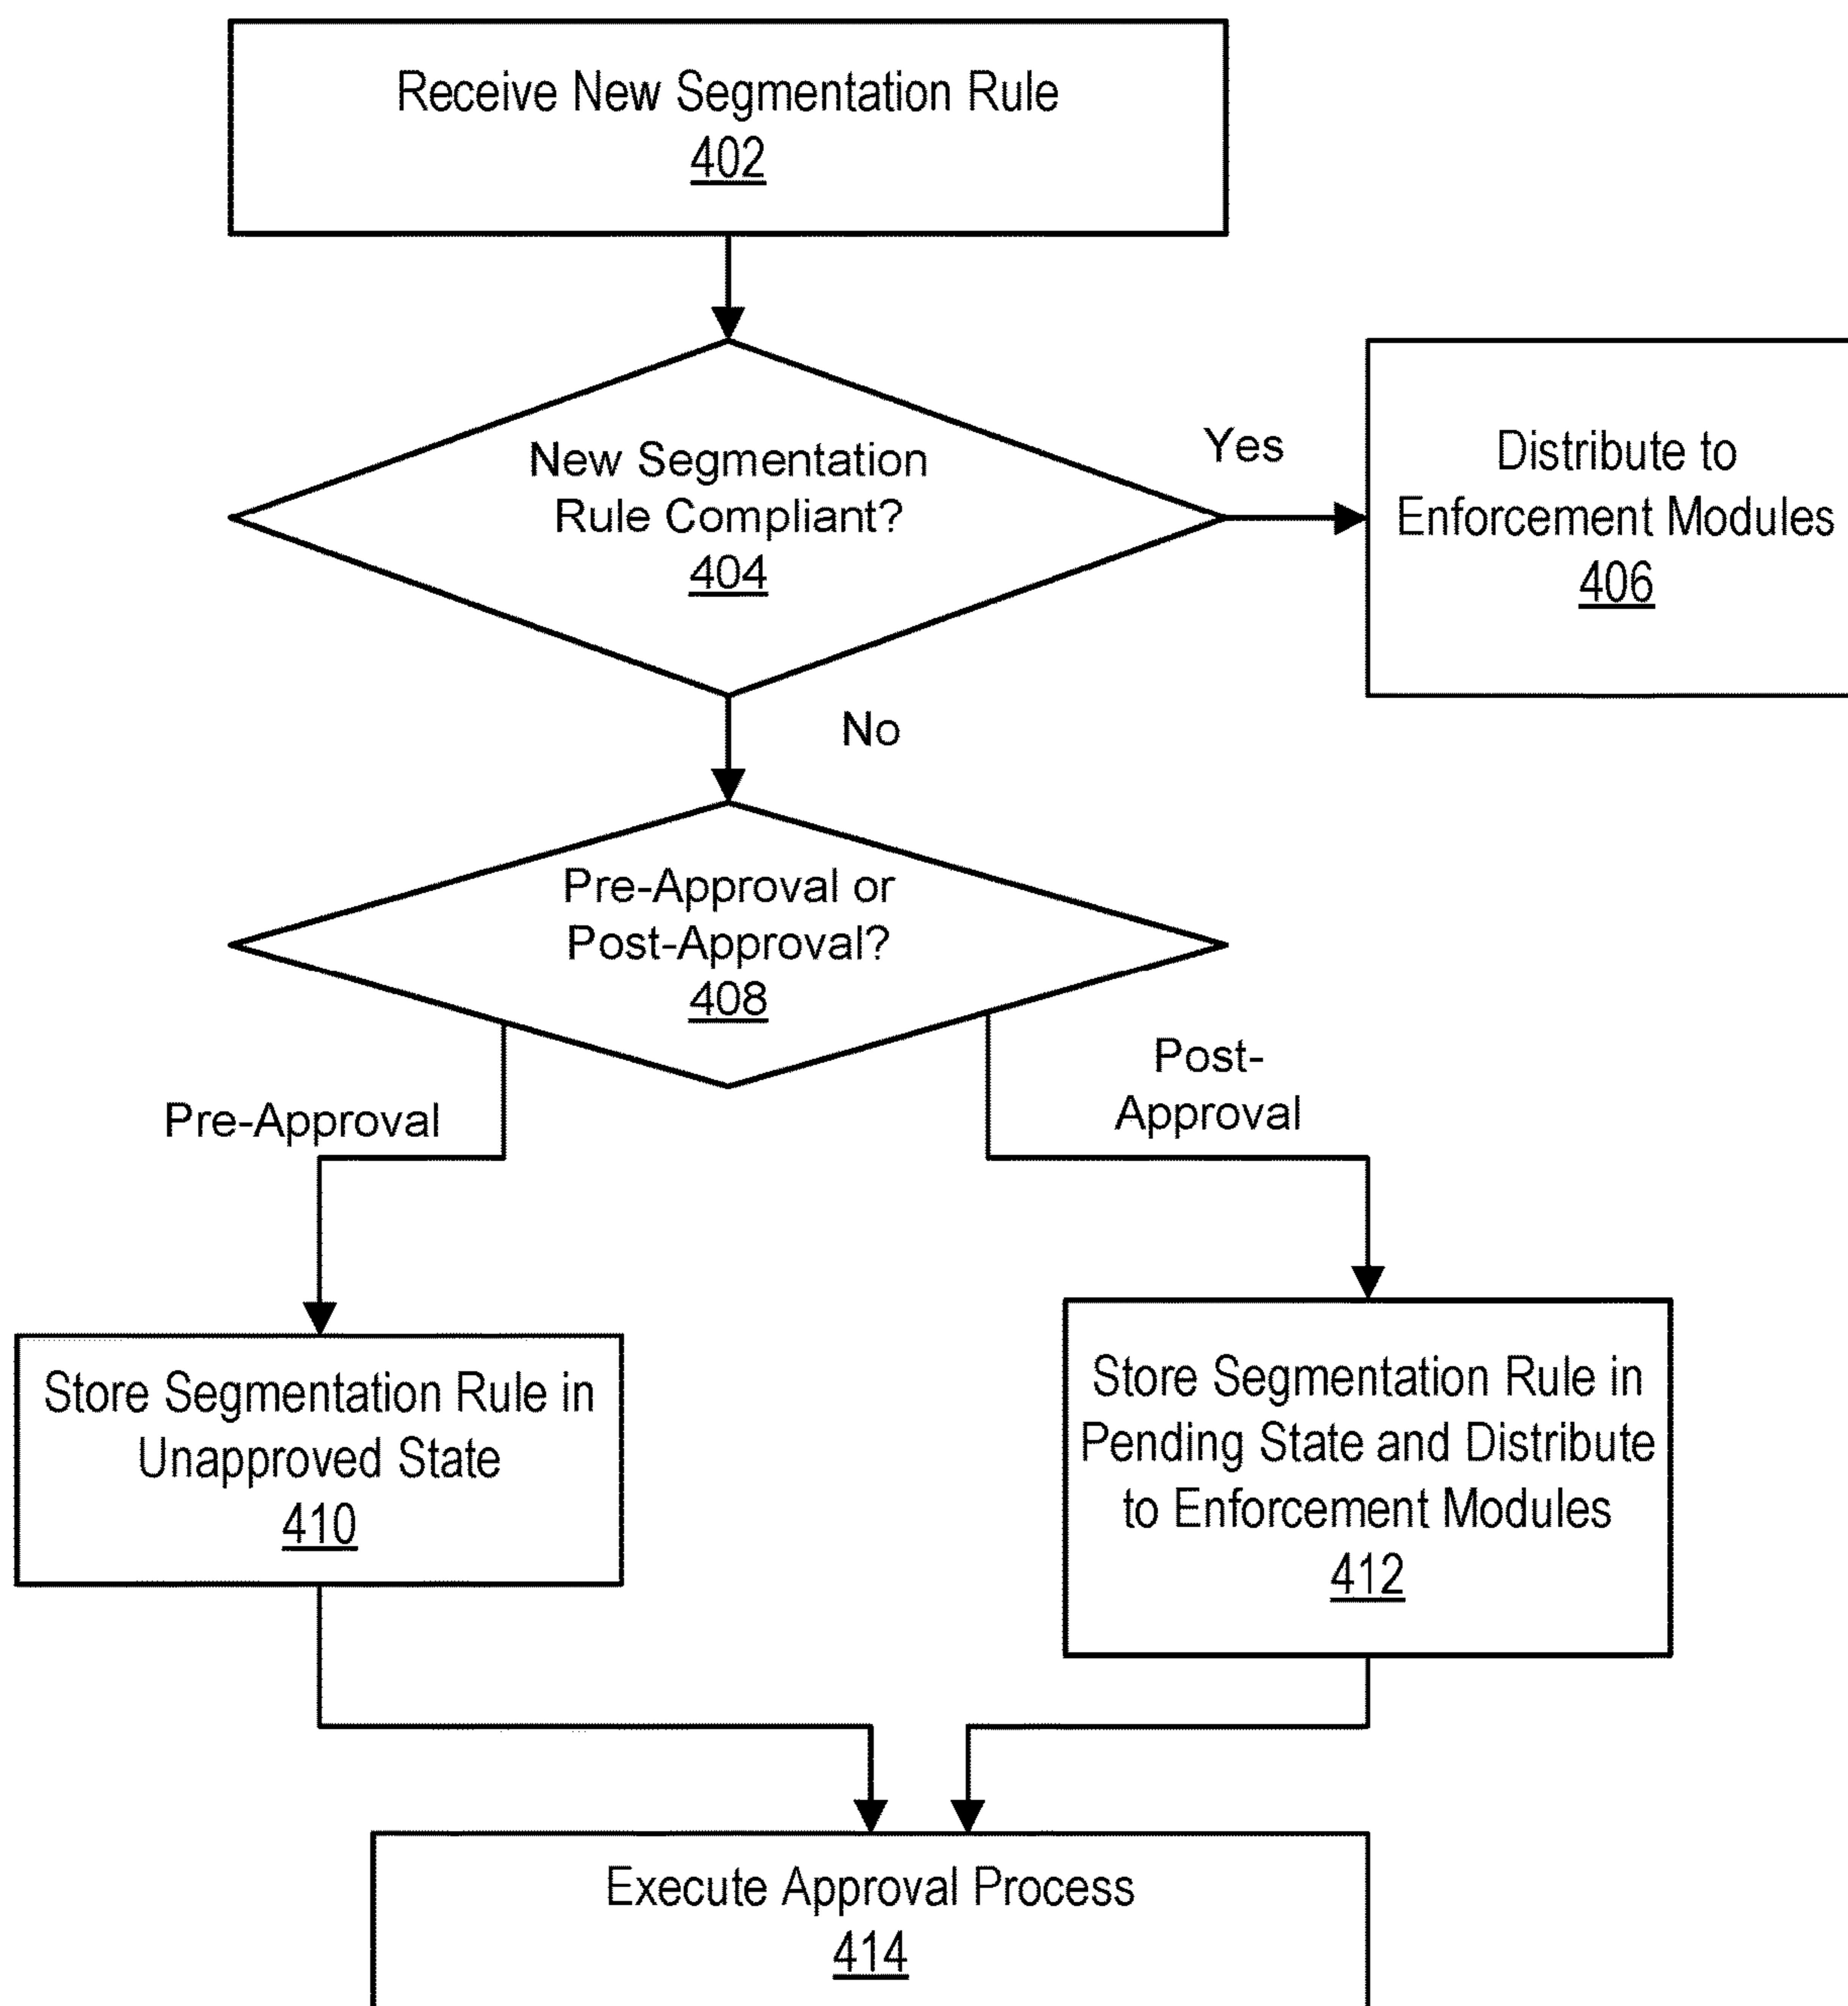 Receive New Segmentation Rule
402
New Segmentation
Rule Compliant?
404
Yes
Distribute to
Enforcement Modules
406
No
Pre-Approval or
Post-Approval?
408
Pre-Approval
Post-
Approval
Store Segmentation Rule in
Unapproved State
410
Store Segmentation Rule in
Pending State and Distribute
to Enforcement Modules
412
Execute Approval Process
414